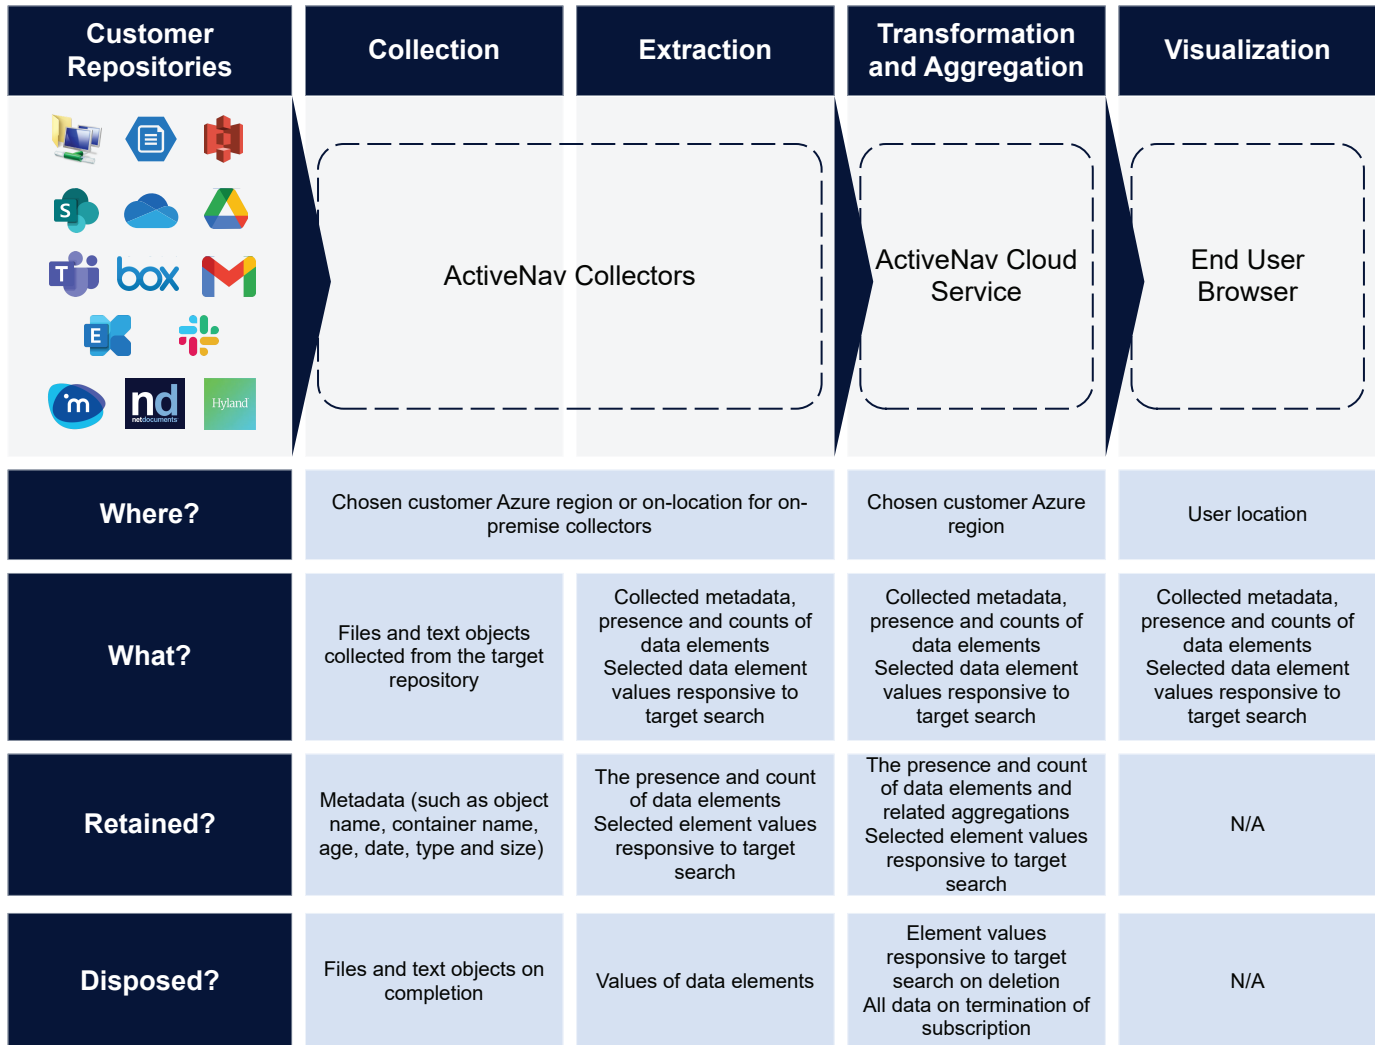 Customer
Repositories
Collection
Extraction
Transformation
and Aggregation
Visualization
S
T
box
E
m
nd
netdocuments
Hyland
ActiveNav Collectors
ActiveNav Cloud
Service
End User
Browser
Where?
Chosen customer Azure region or on-location for on-
premise collectors
Chosen customer Azure
region
User location
What?
Files and text objects
collected from the target
repository
Collected metadata,
presence and counts of
data elements
Selected data element
values responsive to
target search
Collected metadata,
presence and counts of
data elements
Selected data element
values responsive to
target search
Collected metadata,
presence and counts of
data elements
Selected data element
values responsive to
target search
Retained?
Metadata (such as object
name, container name,
age, date, type and size)
The presence and count
of data elements
Selected element values
responsive to target
search
The presence and count
of data elements and
related aggregations
Selected element values
responsive to target
search
N/A
Disposed?
Files and text objects on
completion
Values of data elements
Element values
responsive to target
search on deletion
All data on termination of
subscription
N/A